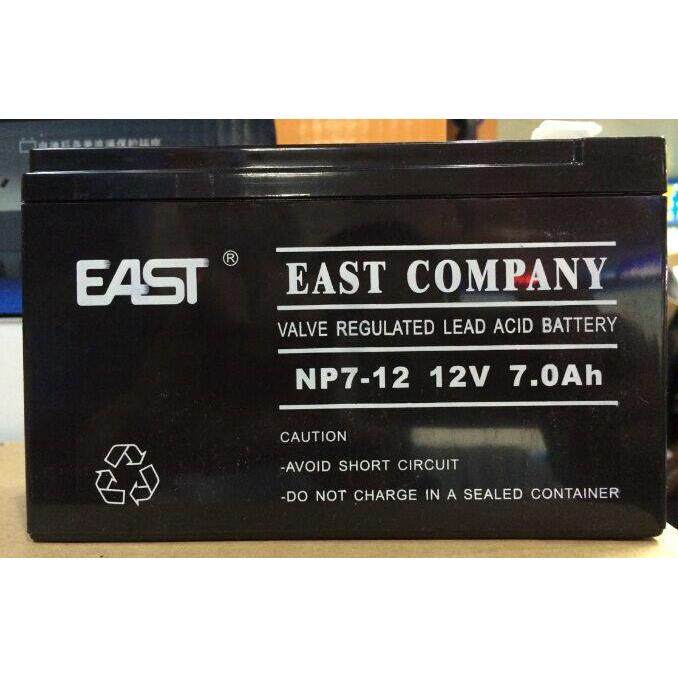 EAST ®
EAST COMPANY
VALVE REGULATED LEAD ACID BATTERY
NP7-12 12V 7.0Ah
CAUTION
-AVOID SHORT CIRCUIT
-DO NOT CHARGE IN A SEALED CONTAINER